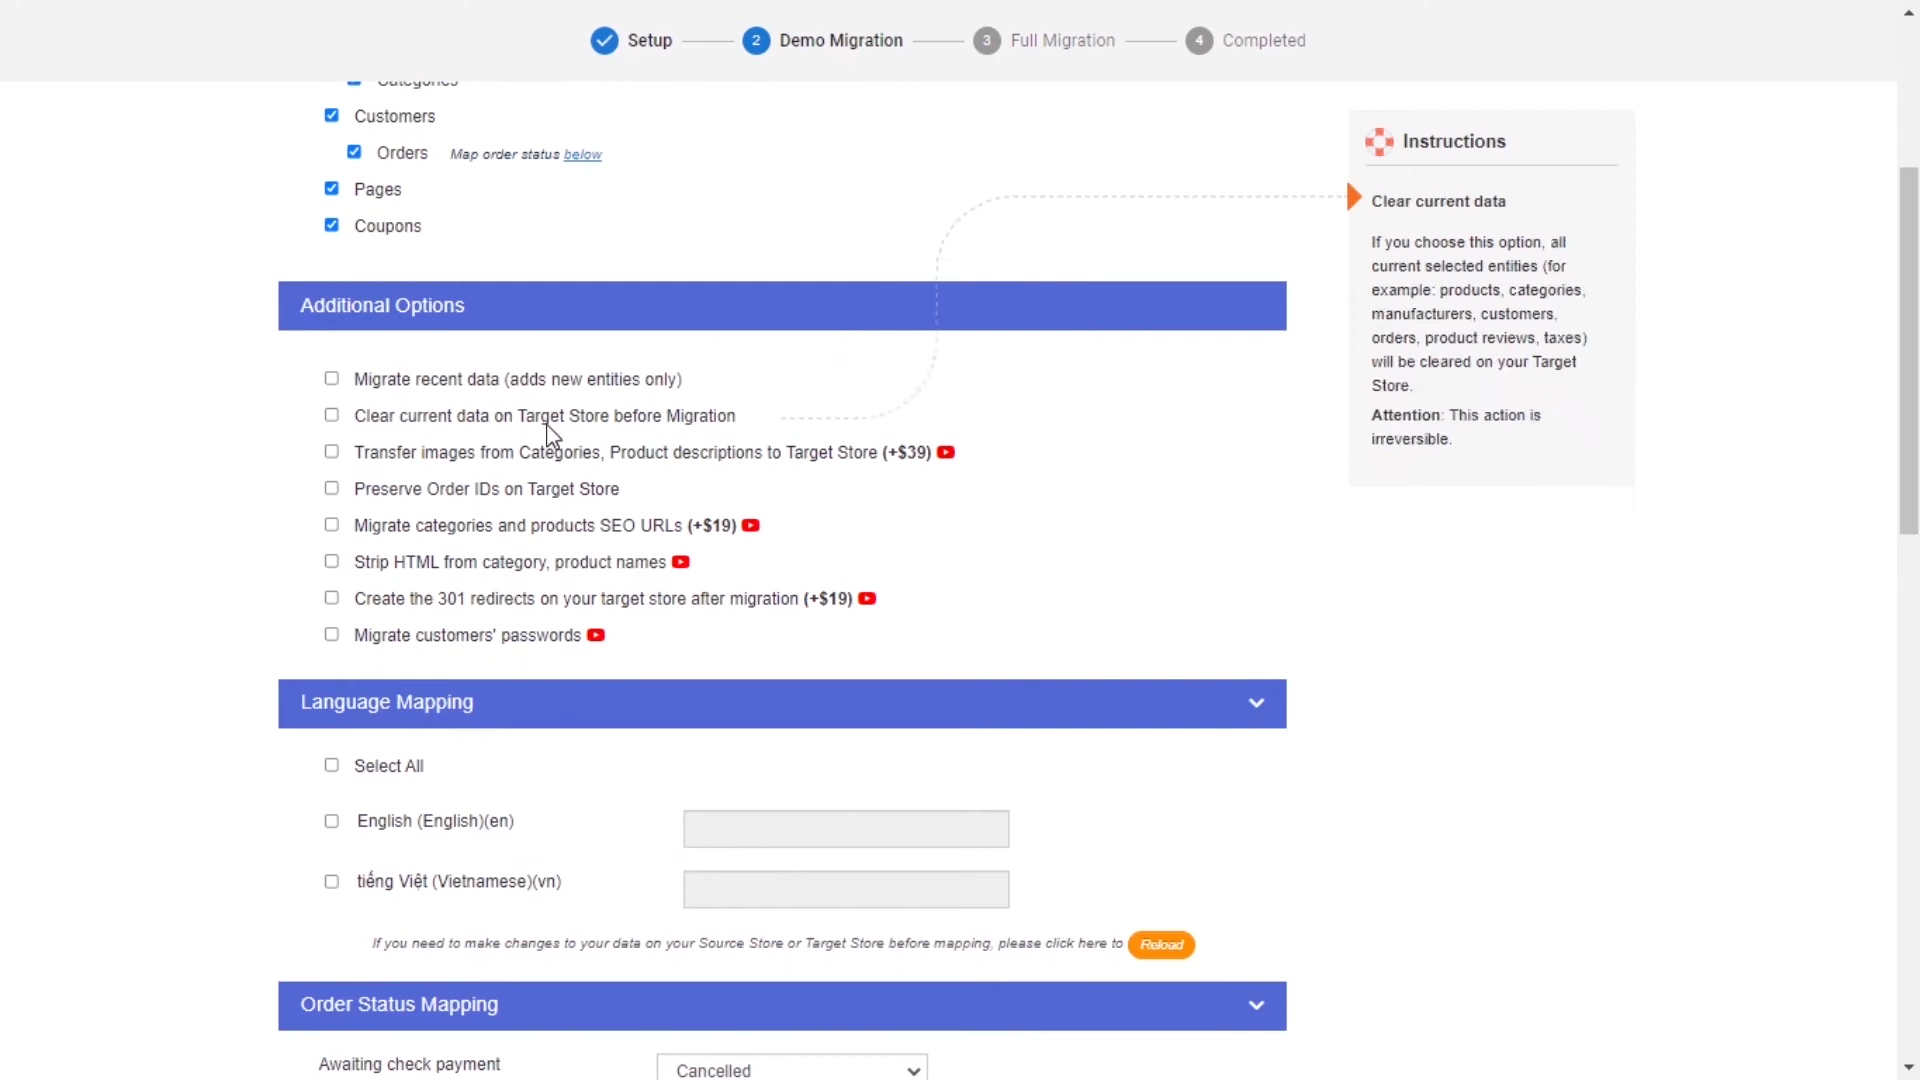 Setup
2 Demo Migration
3 Full Migration
4 Completed
Categories
Customers
Orders Map order status below
Pages
Coupons
Additional Options
Migrate recent data (adds new entities only)
Clear current data on Target Store before Migration
Transfer images from Categories, Product descriptions to Target Store (+$39)
Preserve Order IDs on Target Store
Migrate categories and products SEO URLs (+$19)
Strip HTML from category, product names
Create the 301 redirects on your target store after migration (+$19)
Migrate customers' passwords
Language Mapping
Select All
English (English)(en)
tiếng Việt (Vietnamese)(vn)
If you need to make changes to your data on your Source Store or Target Store before mapping, please click here to Reload
Order Status Mapping
Awaiting check payment
Cancelled
Instructions
Clear current data
If you choose this option, all
current selected entities (for
example: products, categories,
manufacturers, customers,
orders, product reviews, taxes)
will be cleared on your Target
Store.
Attention: This action is
irreversible.